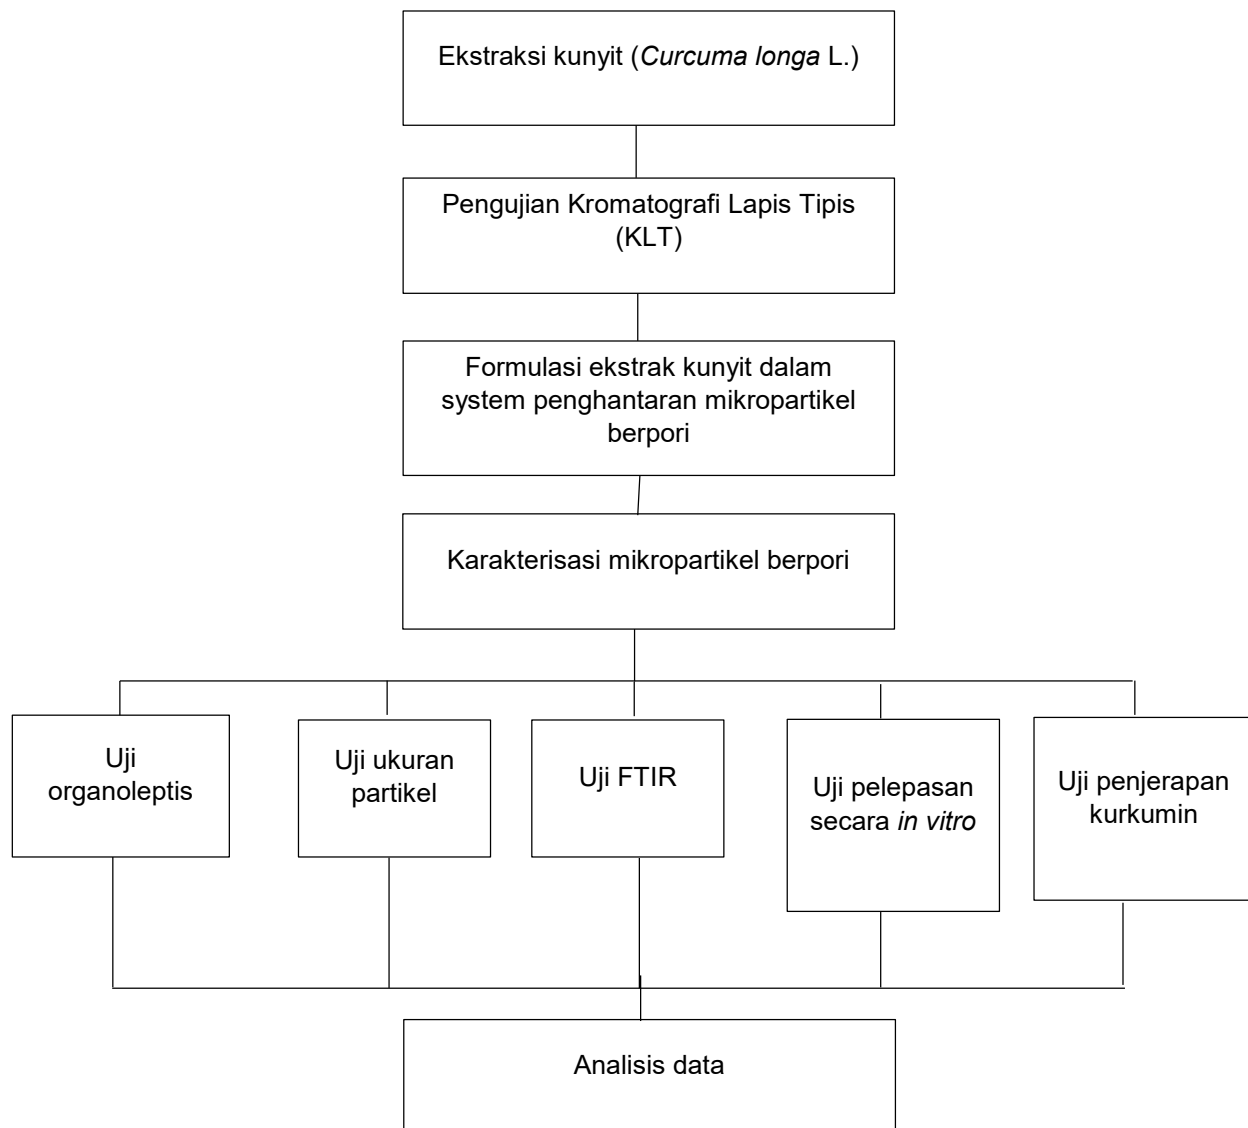 Ekstraksi kunyit (Curcuma longa L.)
Pengujian Kromatografi Lapis Tipis
(KLT)
Formulasi ekstrak kunyit dalam
system penghantaran mikropartikel
berpori
Karakterisasi mikropartikel berpori
Uji
organoleptis
Uji ukuran
partikel
Uji FTIR
Uji pelepasan
secara in vitro
Uji penjerapan
kurkumin
Analisis data